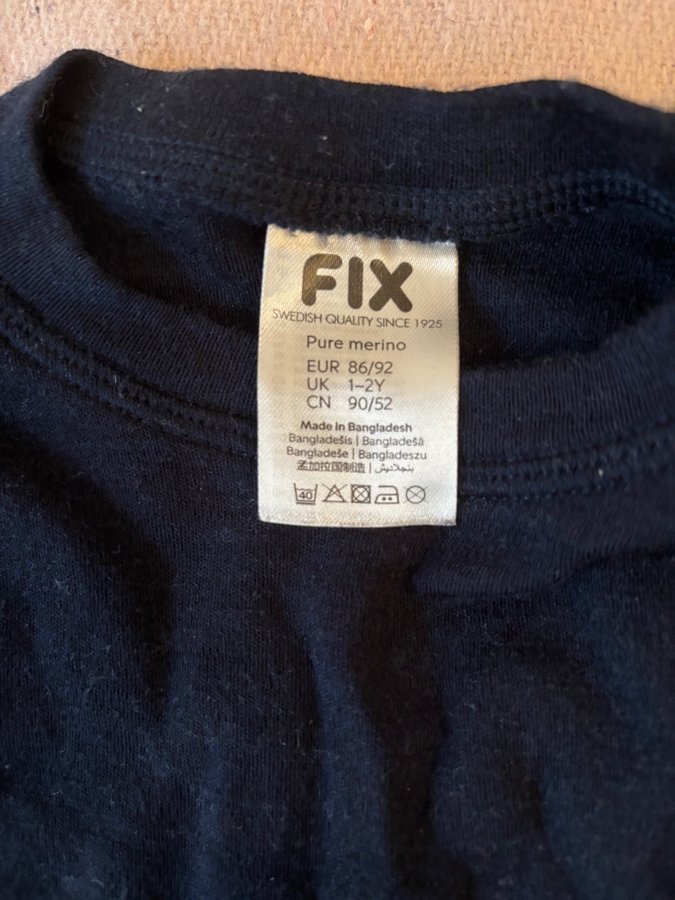 FIX
SWEDISH QUALITY SINCE 1925
Pure merino
EUR 86/92
UK 1–2Y
CN 90/52
Made in Bangladesh
Bangladešis | Bangladešā
Bangladeše | Bangladeszu
孟加拉国制造 | بنجلاديش
40